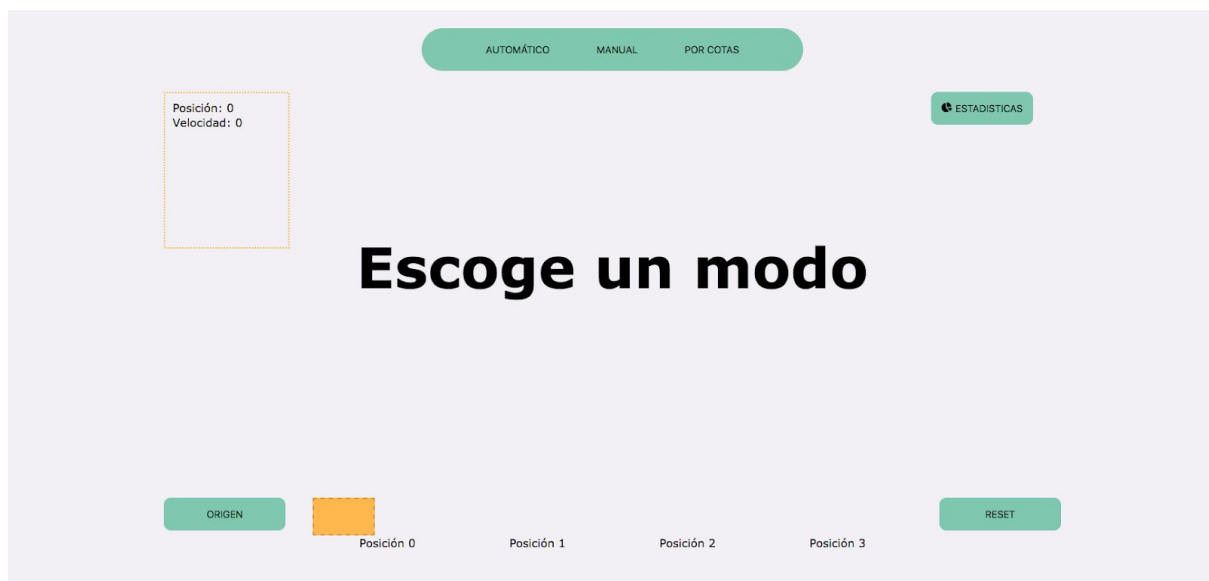 AUTOMÁTICO MANUAL POR COTAS
Posición: 0
Velocidad: 0
ESTADISTICAS
Escoge un modo
ORIGEN
RESET
Posición 0 Posición 1 Posición 2 Posición 3